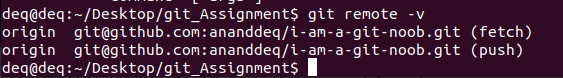 deq@deq:~/Desktop/git_Assignment$ git remote -v
origin  git@github.com:ananddeq/i-am-a-git-noob.git (fetch)
origin  git@github.com:ananddeq/i-am-a-git-noob.git (push)
deq@deq:~/Desktop/git_Assignment$